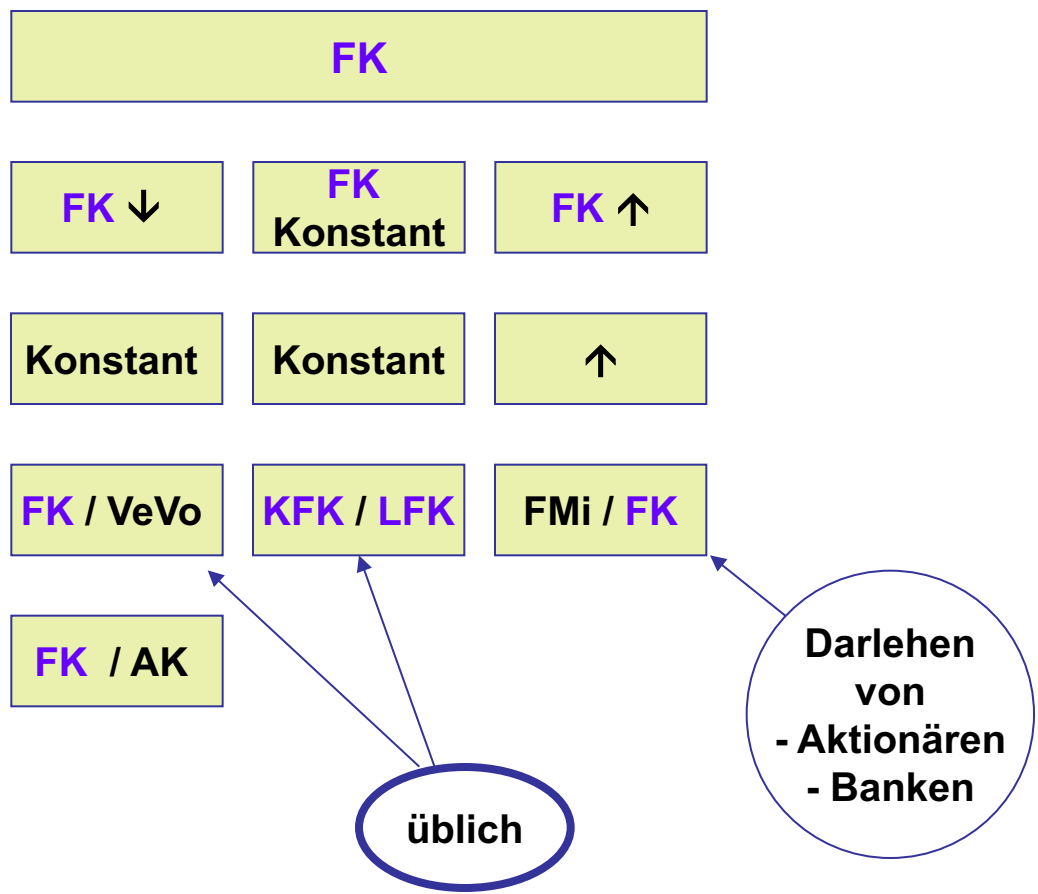 FK
FK ↓
FK
Konstant
FK ↑
Konstant
Konstant
↑
FK / VeVo
KFK / LFK
FMi / FK
FK / AK
Darlehen
von
- Aktionären
- Banken
üblich